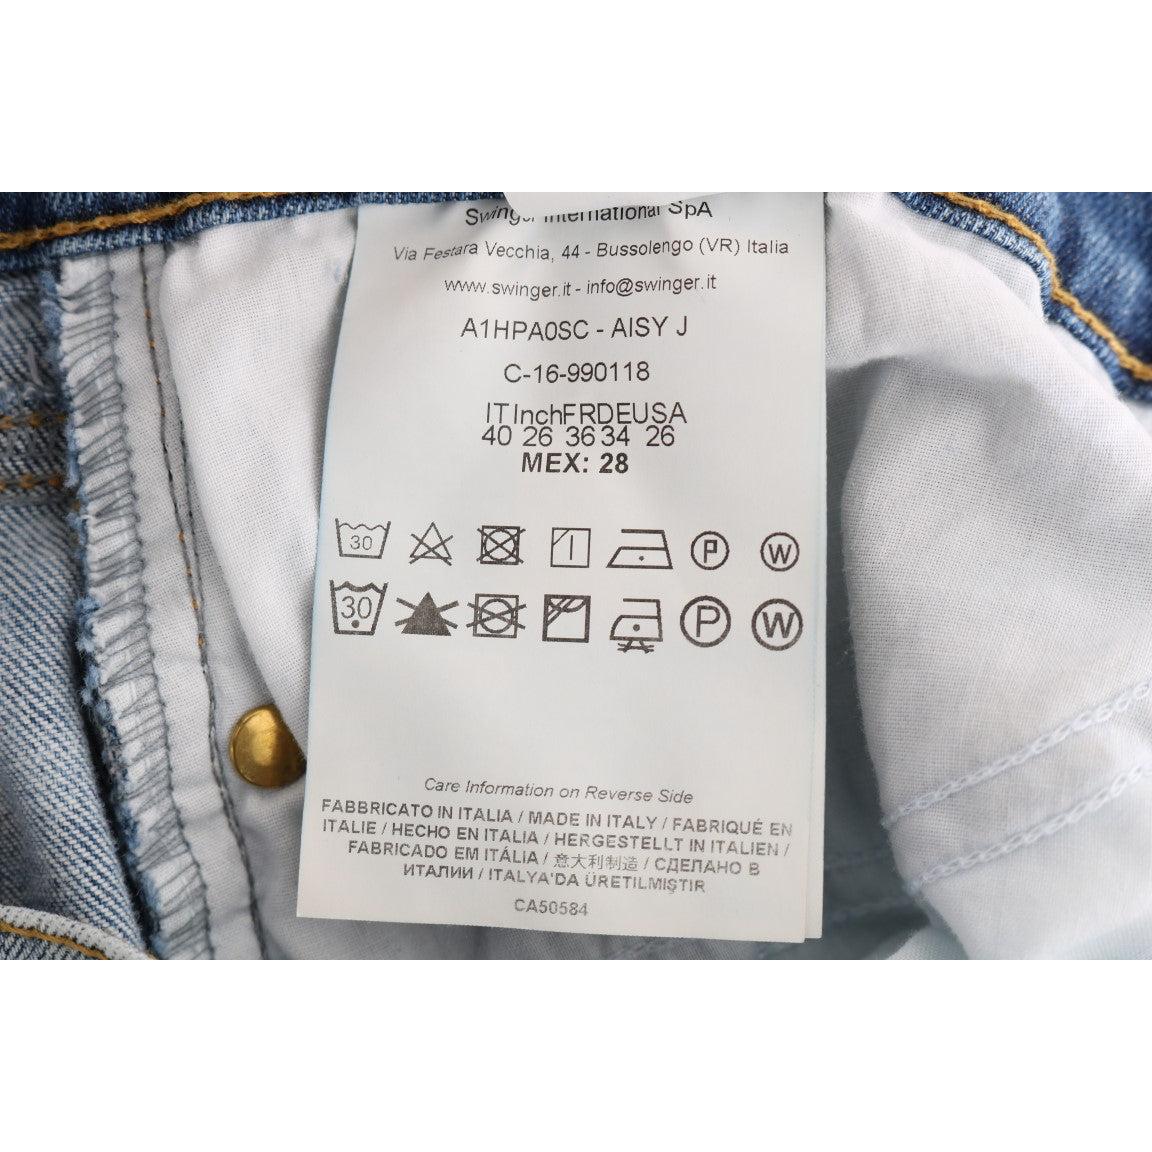 Swinger International SpA
Via Festara Vecchia, 44 - Bussolengo (VR) Italia
www.swinger.it - info@swinger.it
A1HPA0SC - AISY J
C-16-990118
ITInchFRDEUSA
40 26 36 34 26
MEX: 28
30
P W
30
P W
Care Information on Reverse Side
FABBRICATO IN ITALIA / MADE IN ITALY / FABRIQUÉ EN
ITALIE / HECHO EN ITALIA / HERGESTELLT IN ITALIEN /
FABRICADO EM ITÁLIA / 意大利制造 / СДЕЛАНО В
ИТАЛИИ / ITALYA'DA ÜRETILMIŞTIR
CA50584